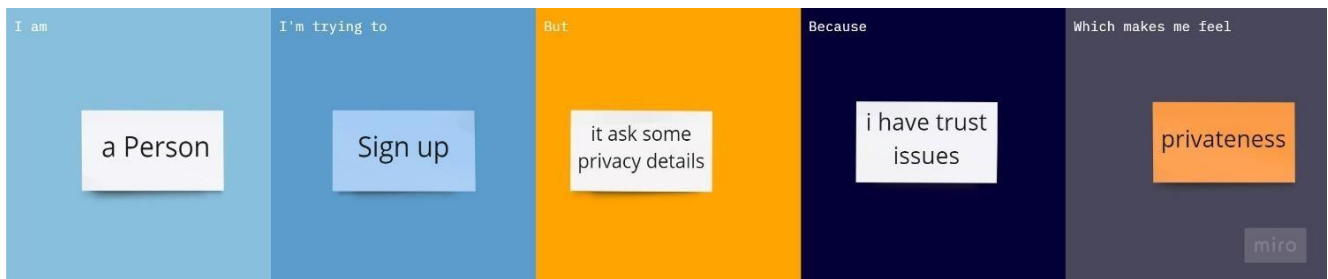 I am
a Person
I'm trying to
Sign up
But
it ask some
privacy details
Because
i have trust
issues
Which makes me feel
privateness
miro